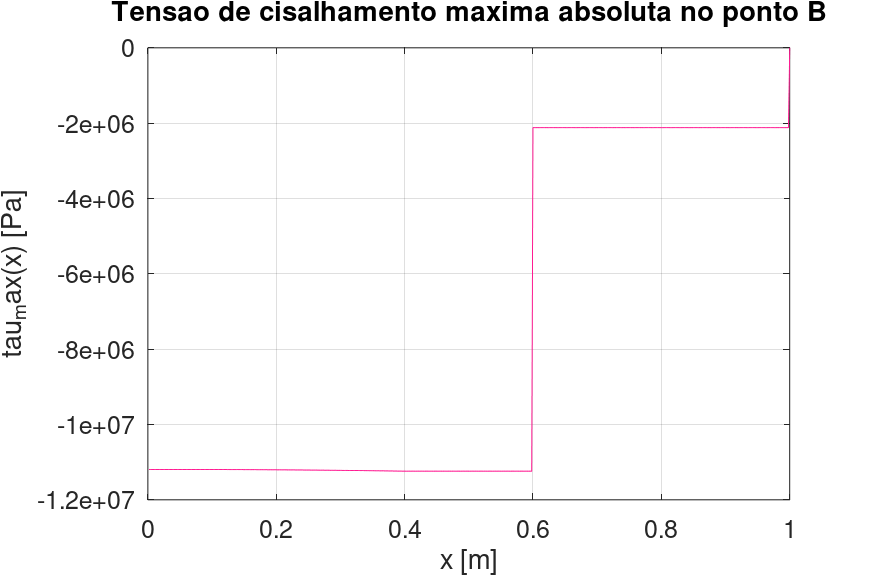 Tensao de cisalhamento maxima absoluta no ponto B
0
-2e+06
-4e+06
-6e+06
-8e+06
-1e+07
-1.2e+07
tauₘax(x) [Pa]
0 0.2 0.4 0.6 0.8 1
x [m]